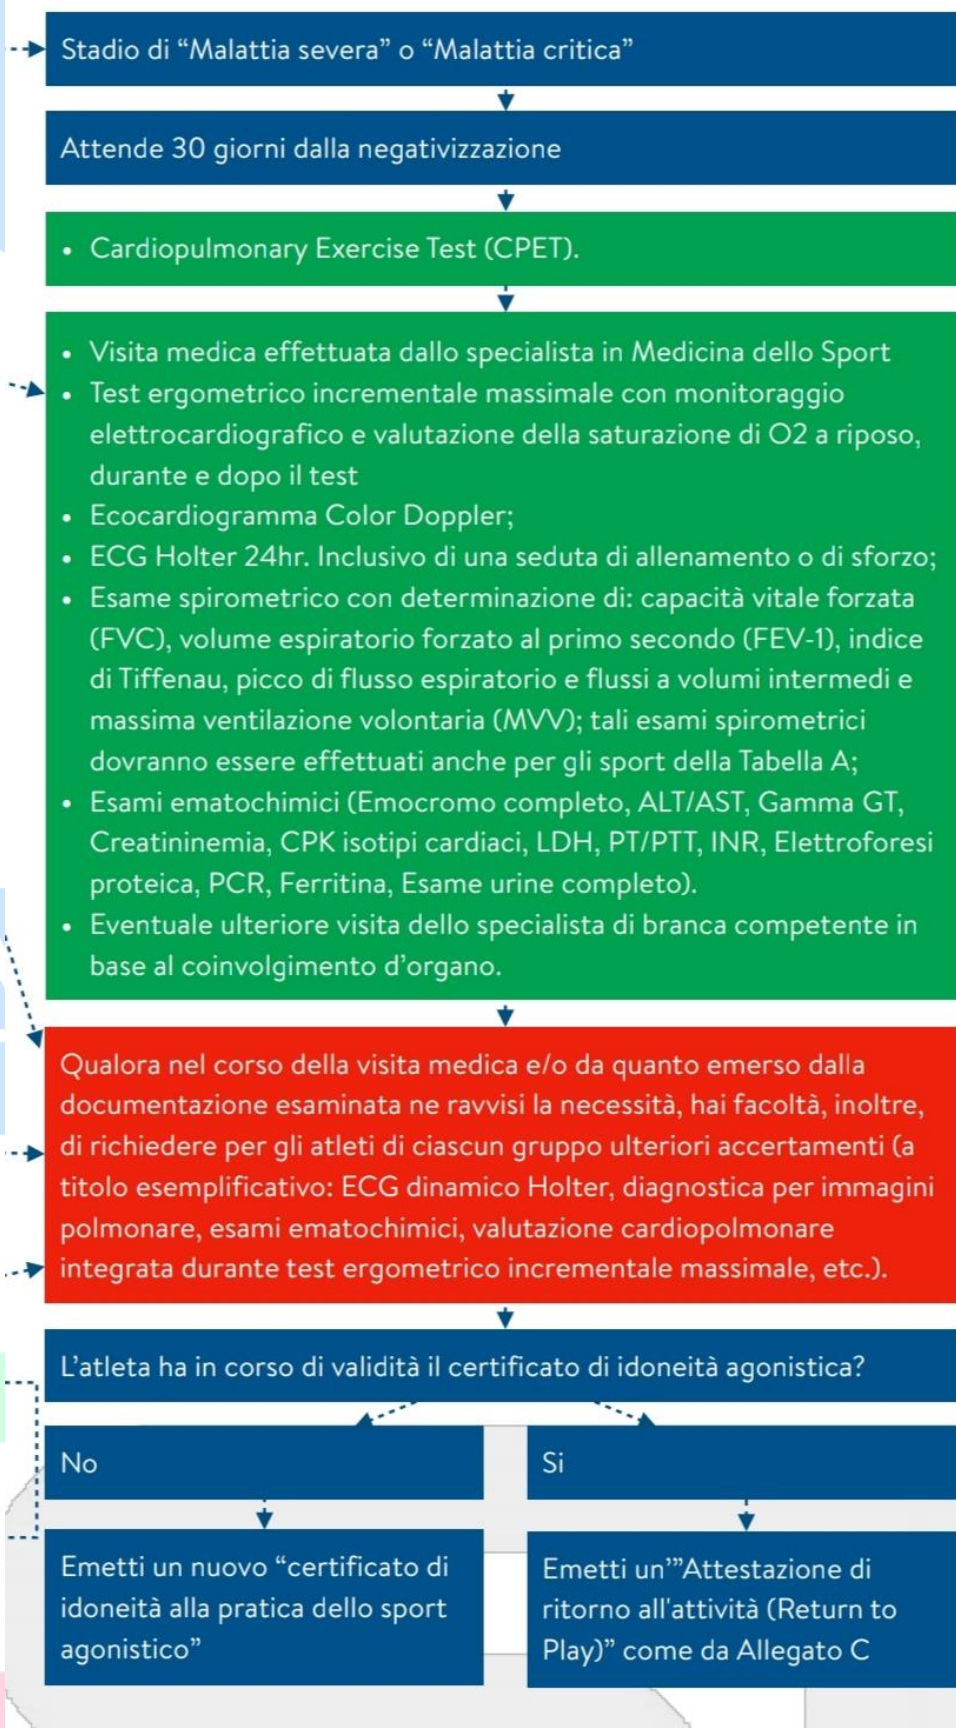 Stadio di “Malattia severa” o “Malattia critica”
Attende 30 giorni dalla negativizzazione
• Cardiopulmonary Exercise Test (CPET).
• Visita medica effettuata dallo specialista in Medicina dello Sport
• Test ergometrico incrementale massimale con monitoraggio
elettrocardiografico e valutazione della saturazione di O2 a riposo,
durante e dopo il test
• Ecocardiogramma Color Doppler;
• ECG Holter 24hr. Inclusivo di una seduta di allenamento o di sforzo;
• Esame spirometrico con determinazione di: capacità vitale forzata
(FVC), volume espiratorio forzato al primo secondo (FEV-1), indice
di Tiffenau, picco di flusso espiratorio e flussi a volumi intermedi e
massima ventilazione volontaria (MVV); tali esami spirometrici
dovranno essere effettuati anche per gli sport della Tabella A;
• Esami ematochimici (Emocromo completo, ALT/AST, Gamma GT,
Creatininemia, CPK isotipi cardiaci, LDH, PT/PTT, INR, Elettroforesi
proteica, PCR, Ferritina, Esame urine completo).
• Eventuale ulteriore visita dello specialista di branca competente in
base al coinvolgimento d’organo.
Qualora nel corso della visita medica e/o da quanto emerso dalla
documentazione esaminata ne ravvisi la necessità, hai facoltà, inoltre,
di richiedere per gli atleti di ciascun gruppo ulteriori accertamenti (a
titolo esemplificativo: ECG dinamico Holter, diagnostica per immagini
polmonare, esami ematochimici, valutazione cardiopolmonare
integrata durante test ergometrico incrementale massimale, etc.).
L’atleta ha in corso di validità il certificato di idoneità agonistica?
No
Si
Emetti un nuovo “certificato di
idoneità alla pratica dello sport
agonistico”
Emetti un’”Attestazione di
ritorno all'attività (Return to
Play)” come da Allegato C